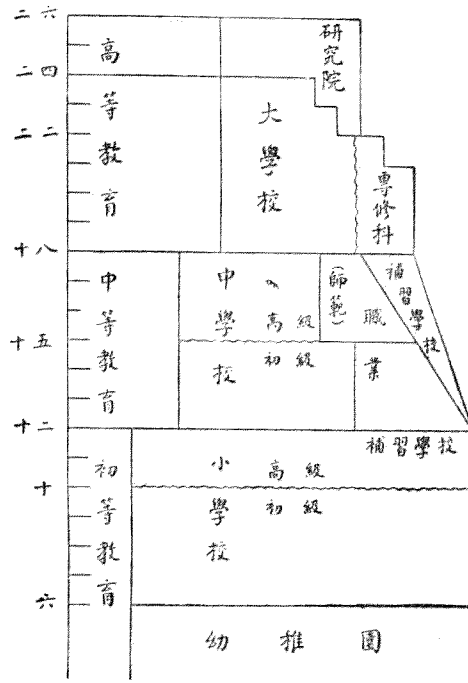 二六
二四
二二
十八
十五
十二
十
六
高等教育
中等教育
初等教育
研究院
大學校
專修科
中學校
高級
初級
(師範)
職業
補習學校
補習學校
小學校
高級
初級
幼稚園